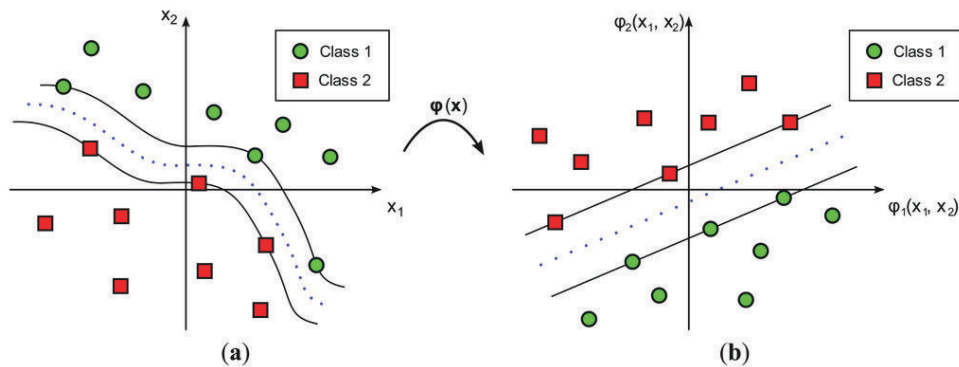 x₂
Class 1
Class 2
x₁
(a)
φ(x)
φ₂(x₁, x₂)
Class 1
Class 2
φ₁(x₁, x₂)
(b)